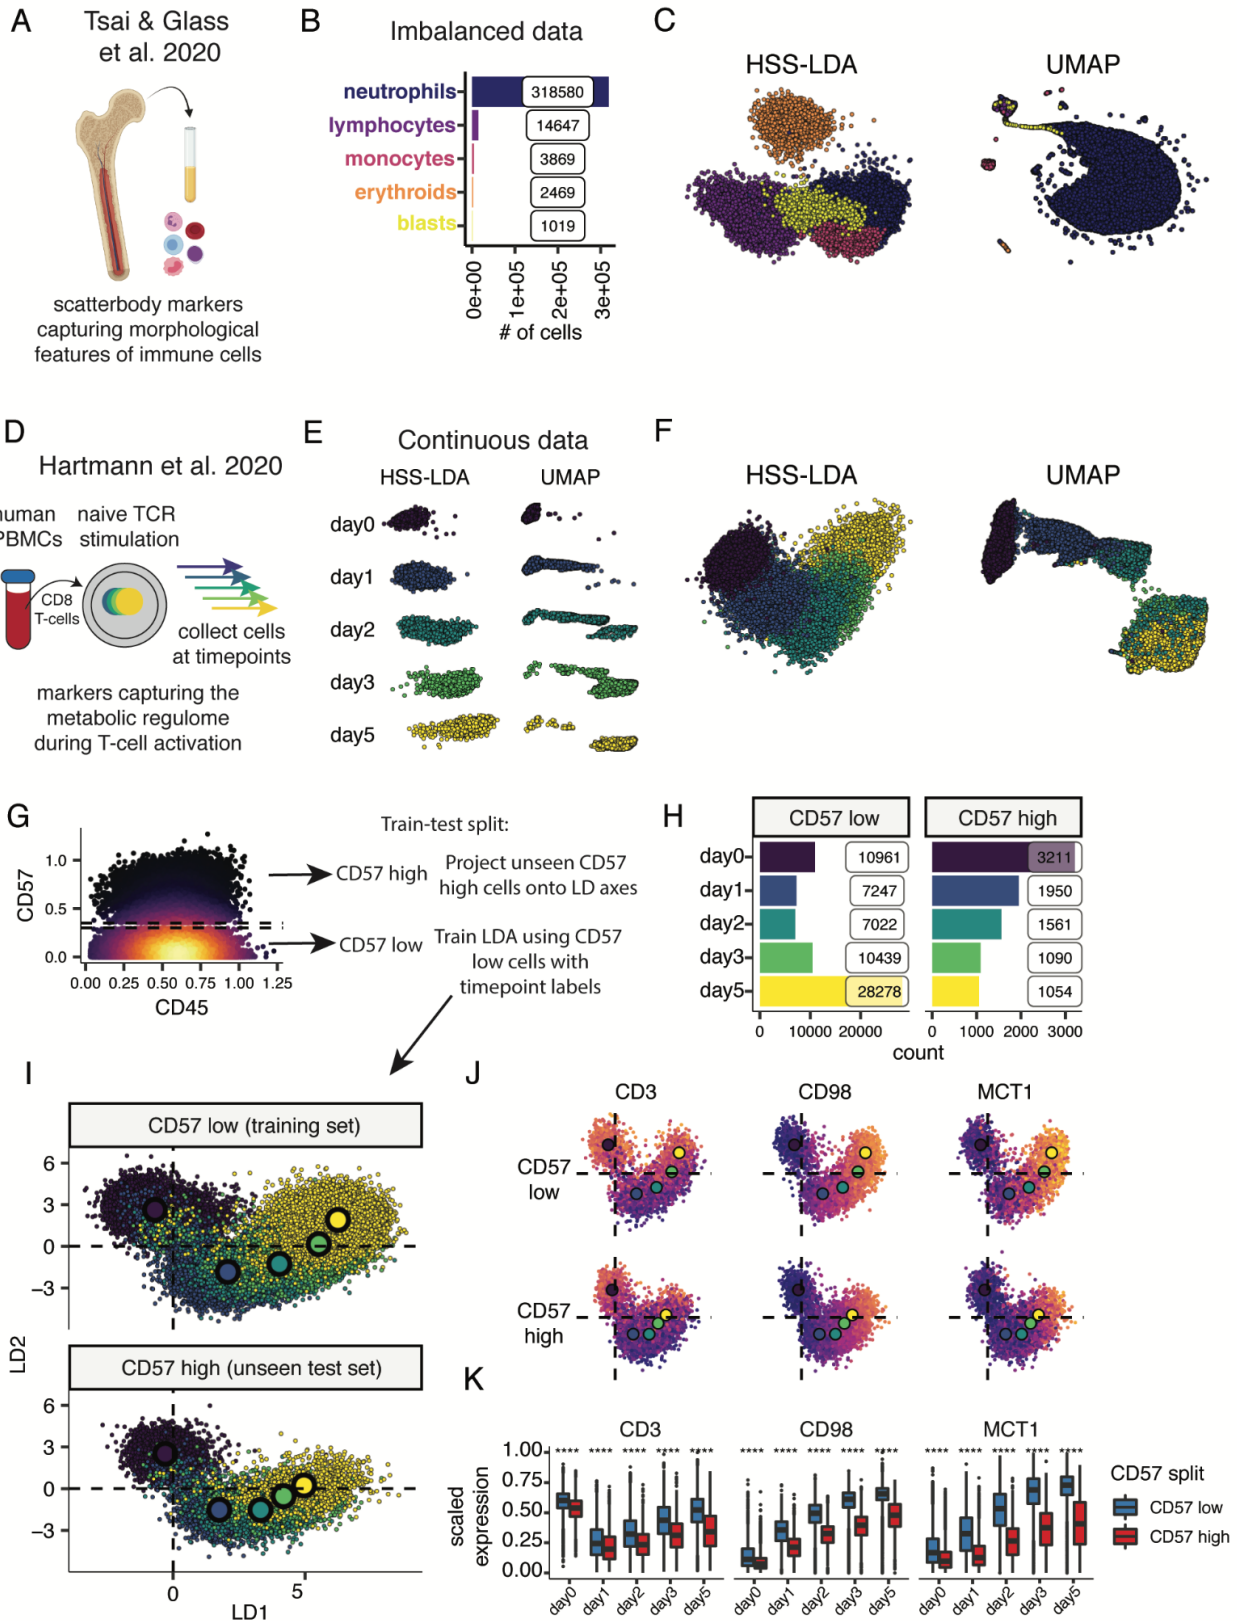 A
Tsai & Glass
et al. 2020
scatterbody markers
capturing morphological
features of immune cells
B
Imbalanced data
neutrophils
318580
lymphocytes
14647
monocytes
3869
erythroids
2469
blasts
1019
0e+00
1e+05
2e+05
3e+05
# of cells
C
HSS-LDA
UMAP
D
Hartmann et al. 2020
human
PBMCs
naive TCR
stimulation
CD8
T-cells
collect cells
at timepoints
markers capturing the
metabolic regulome
during T-cell activation
E
Continuous data
HSS-LDA
UMAP
day0
day1
day2
day3
day5
F
HSS-LDA
UMAP
G
CD57
1.0
0.5
0.0
0.00 0.25 0.50 0.75 1.00 1.25
CD45
Train-test split:
CD57 high
Project unseen CD57
high cells onto LD axes
CD57 low
Train LDA using CD57
low cells with
timepoint labels
H
CD57 low
CD57 high
day0
10961
3211
day1
7247
1950
day2
7022
1561
day3
10439
1090
day5
28278
1054
0 10000 20000
0 1000 2000 3000
count
I
CD57 low (training set)
6
3
0
−3
LD2
CD57 high (unseen test set)
6
3
0
−3
0 5
LD1
J
CD3
CD98
MCT1
CD57
low
CD57
high
K
CD3
CD98
MCT1
scaled
expression
1.00
0.75
0.50
0.25
0.00
**** **** **** **** ****
**** **** **** **** ****
**** **** **** **** ****
day0 day1 day2 day3 day5
day0 day1 day2 day3 day5
day0 day1 day2 day3 day5
CD57 split
CD57 low
CD57 high